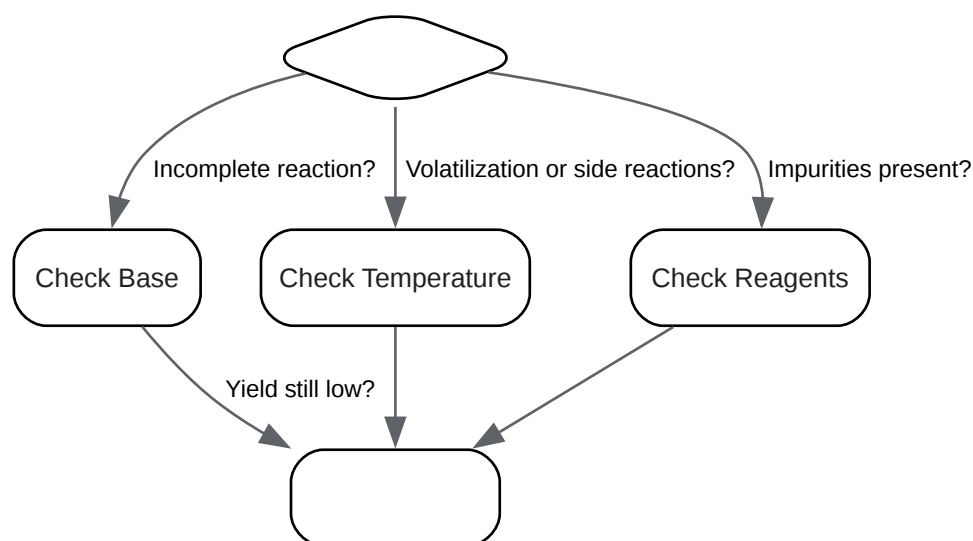 Incomplete reaction?
Volatilization or side reactions?
Impurities present?
Check Base
Check Temperature
Check Reagents
Yield still low?